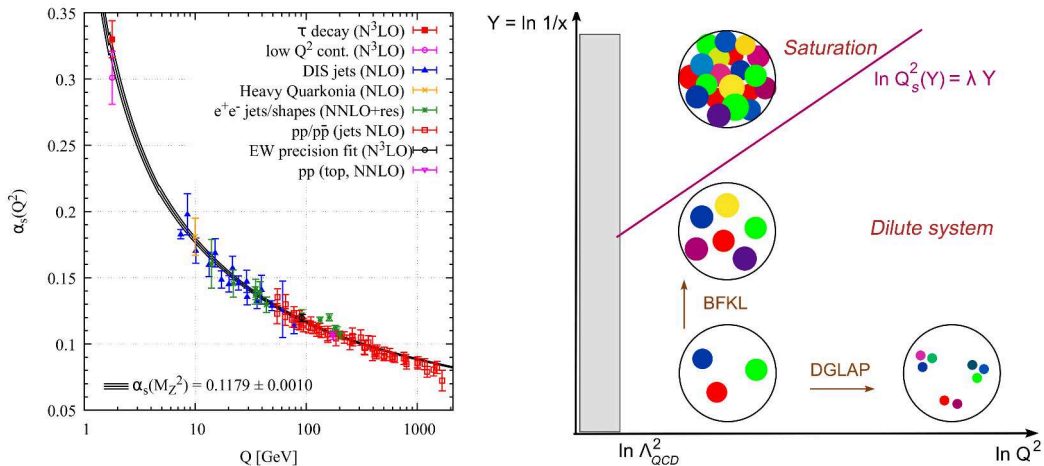 τ decay (N³LO)
low Q² cont. (N³LO)
DIS jets (NLO)
Heavy Quarkonia (NLO)
e⁺e⁻ jets/shapes (NNLO+res)
pp/pp̄ (jets NLO)
EW precision fit (N³LO)
pp (top, NNLO)
0.35
0.3
0.25
0.2
0.15
0.1
0.05
αₛ(Q²)
αₛ(M_Z²) = 0.1179 ± 0.0010
1 10 100 1000
Q [GeV]
Y = ln 1/x
Saturation
ln Q²ₛ(Y) = λ Y
Dilute system
BFKL
DGLAP
ln Λ²_QCD
ln Q²